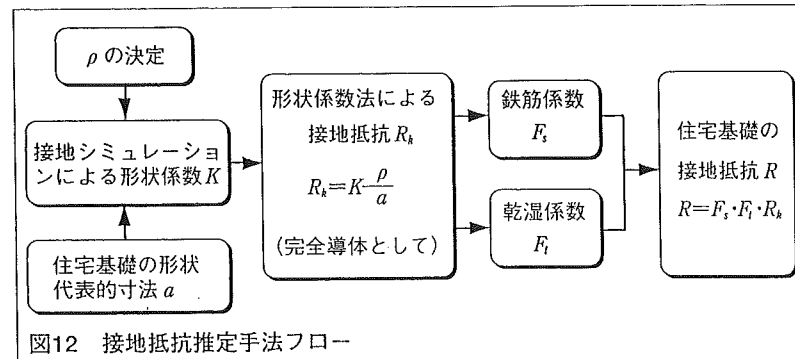 ρの決定
接地シミュレーショ
ンによる形状係数K
住宅基礎の形状
代表的寸法a
形状係数法による
接地抵抗Rk
Rk=K ρ/a
(完全導体として)
鉄筋係数
Fs
乾湿係数
Fl
住宅基礎の
接地抵抗R
R=Fs・Fl・Rk
図12 接地抵抗推定手法フロー